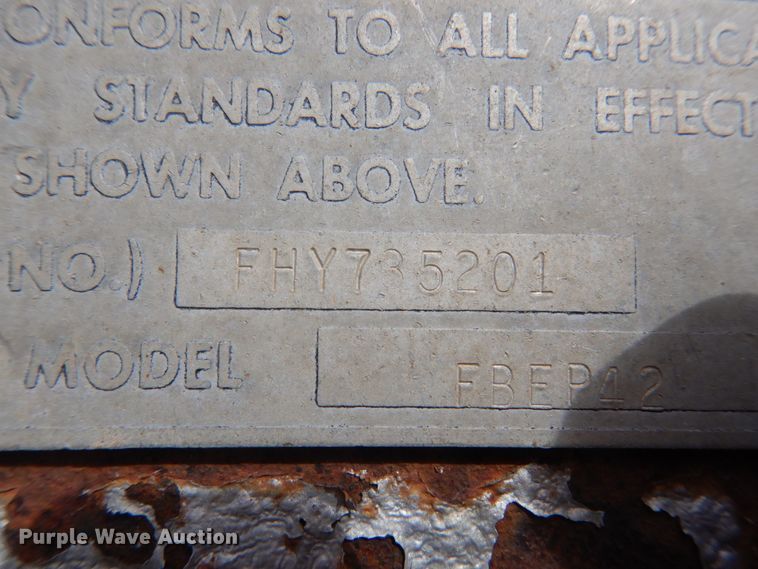 ONFORMS TO ALL APPLICA
Y STANDARDS IN EFFECT
SHOWN ABOVE.
NO.) FHY735201
MODEL FBEP42
Purple Wave Auction